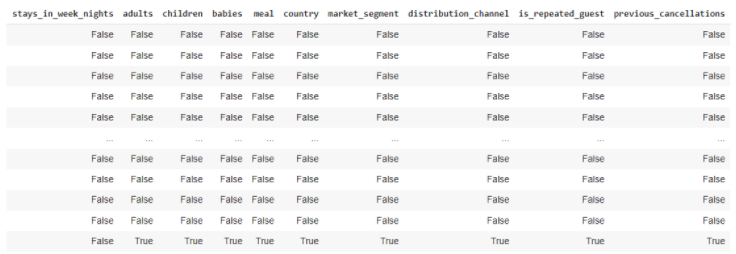 stays_in_week_nights adults children babies meal country market_segment distribution_channel is_repeated_guest previous_cancellations
False False False False False False False False False False
False False False False False False False False False False
False False False False False False False False False False
False False False False False False False False False False
False False False False False False False False False False
... ... ... ... ... ... ... ... ... ...
False False False False False False False False False False
False False False False False False False False False False
False False False False False False False False False False
False False False False False False False False False False
False True True True True True True True True True